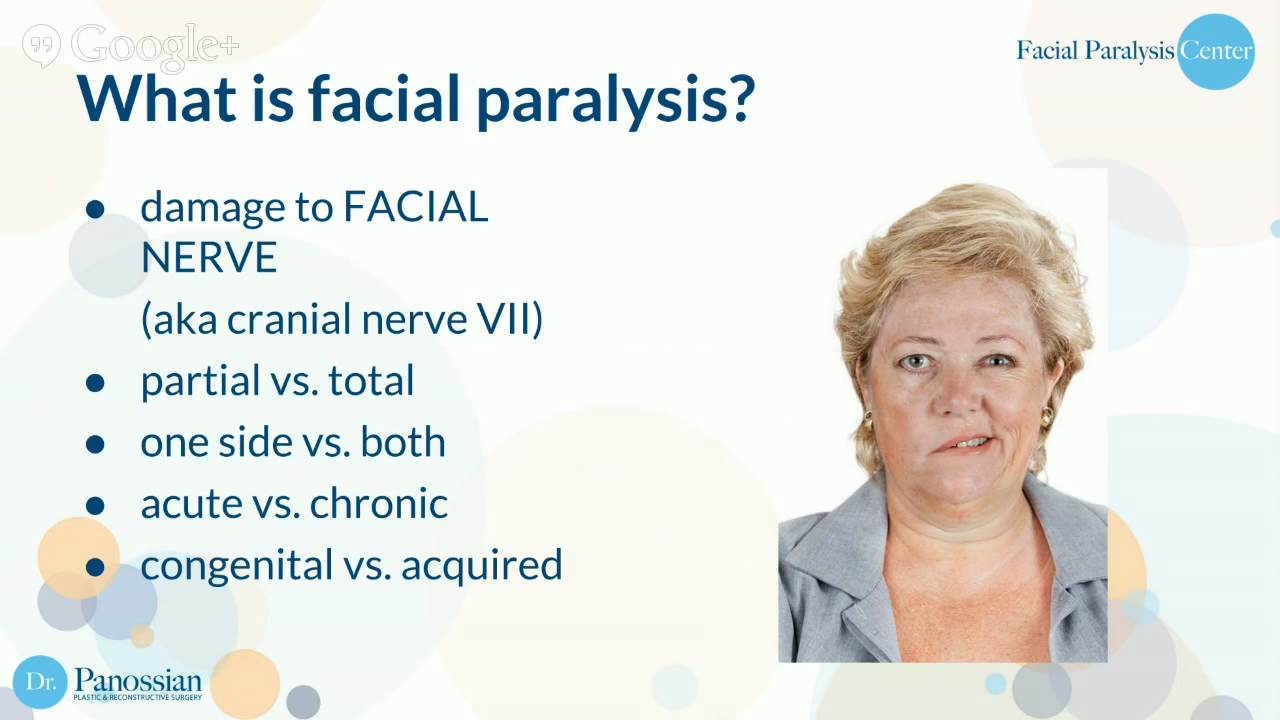 Google+
Facial Paralysis Center
What is facial paralysis?
● damage to FACIAL
NERVE
(aka cranial nerve VII)
● partial vs. total
● one side vs. both
● acute vs. chronic
● congenital vs. acquired
Dr. Panossian
PLASTIC & RECONSTRUCTIVE SURGERY